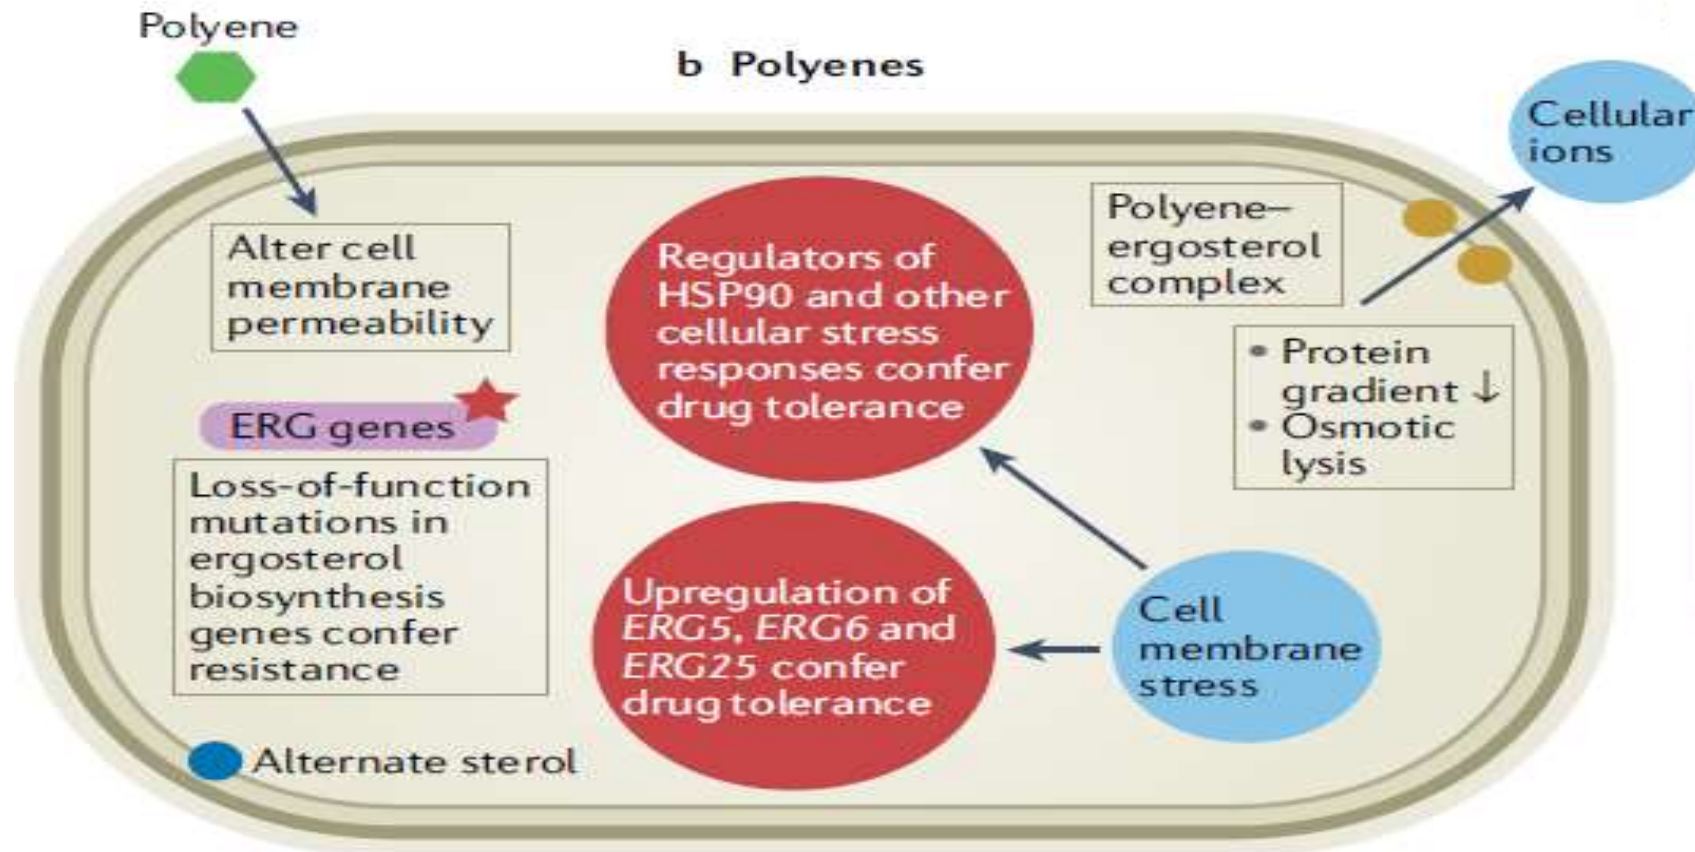 Polyene
b Polyenes
Cellular
ions
Alter cell
membrane
permeability
Regulators of
HSP90 and other
cellular stress
responses confer
drug tolerance
Polyene–
ergosterol
complex
• Protein
gradient ↓
• Osmotic
lysis
ERG genes
Loss-of-function
mutations in
ergosterol
biosynthesis
genes confer
resistance
Upregulation of
ERG5, ERG6 and
ERG25 confer
drug tolerance
Cell
membrane
stress
Alternate sterol